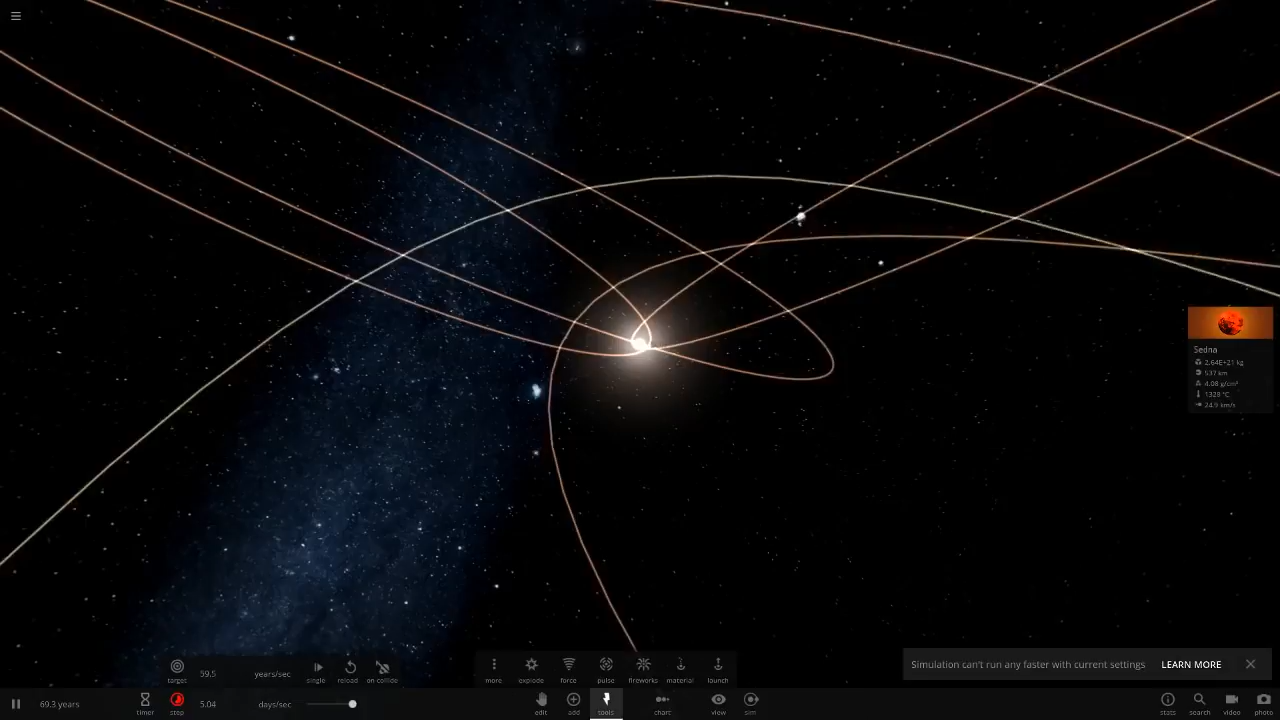 Sedna
2.64E+21 kg
537 km
4.08 g/cm³
1328 °C
24.9 km/s
Simulation can't run any faster with current settings LEARN MORE
target 59.5 years/sec single reload on collide
more explode force pulse fireworks material launch
69.3 years timer step 5.04 days/sec
edit add tools chart view sim
stats search video photo